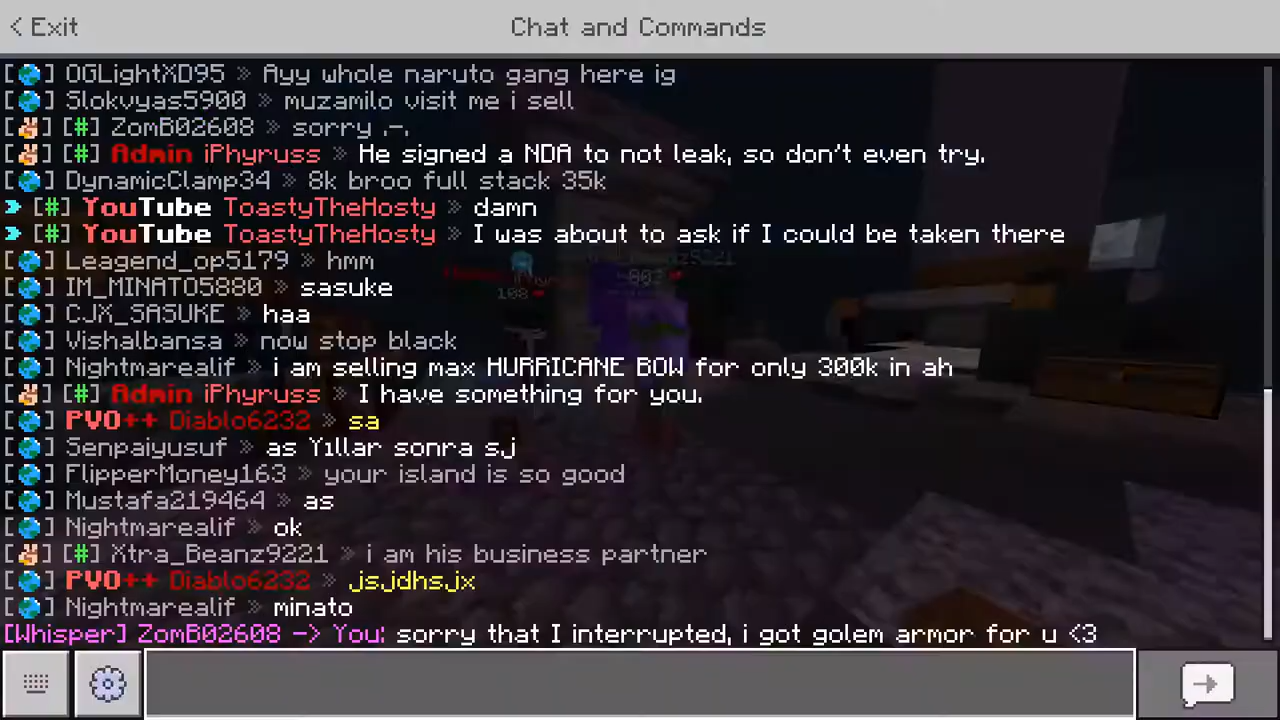 < Exit
Chat and Commands
[] OGLightXD95 » Ayy whole naruto gang here ig
[] Slokvyas5900 » muzamilo visit me i sell
[] [#] ZomB02608 » sorry .-.
[] [#] Admin iPhyruss » He signed a NDA to not leak, so don't even try.
[] DynamicClamp34 » 8k broo full stack 35k
[#] YouTube ToastyTheHosty » damn
[#] YouTube ToastyTheHosty » I was about to ask if I could be taken there
[] Leagend_op5179 » hmm
[] IM_MINATO5880 » sasuke
[] CJX_SASUKE » haa
[] Vishalbansa » now stop black
[] Nightmarealif » i am selling max HURRICANE BOW for only 300k in ah
[] [#] Admin iPhyruss » I have something for you.
[] PVO++ Diablo6232 » sa
[] Senpaiyusuf » as Yıllar sonra sj
[] FlipperMoney163 » your island is so good
[] Mustafa219464 » as
[] Nightmarealif » ok
[] [#] Xtra_Beanz9221 » i am his business partner
[] PVO++ Diablo6232 » jsjdhsjx
[] Nightmarealif » minato
[Whisper] ZomB02608 -> You: sorry that I interrupted, i got golem armor for u <3